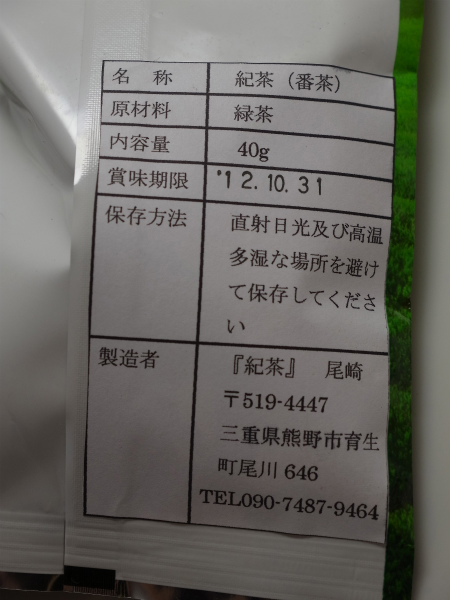 名 称 紀茶（番茶）
原材料 緑茶
内容量 40g
賞味期限 '12.10.31
保存方法 直射日光及び高温
多湿な場所を避け
て保存してくださ
い
製造者 『紀茶』 尾崎
〒519-4447
三重県熊野市育生
町尾川 646
TEL090-7487-9464